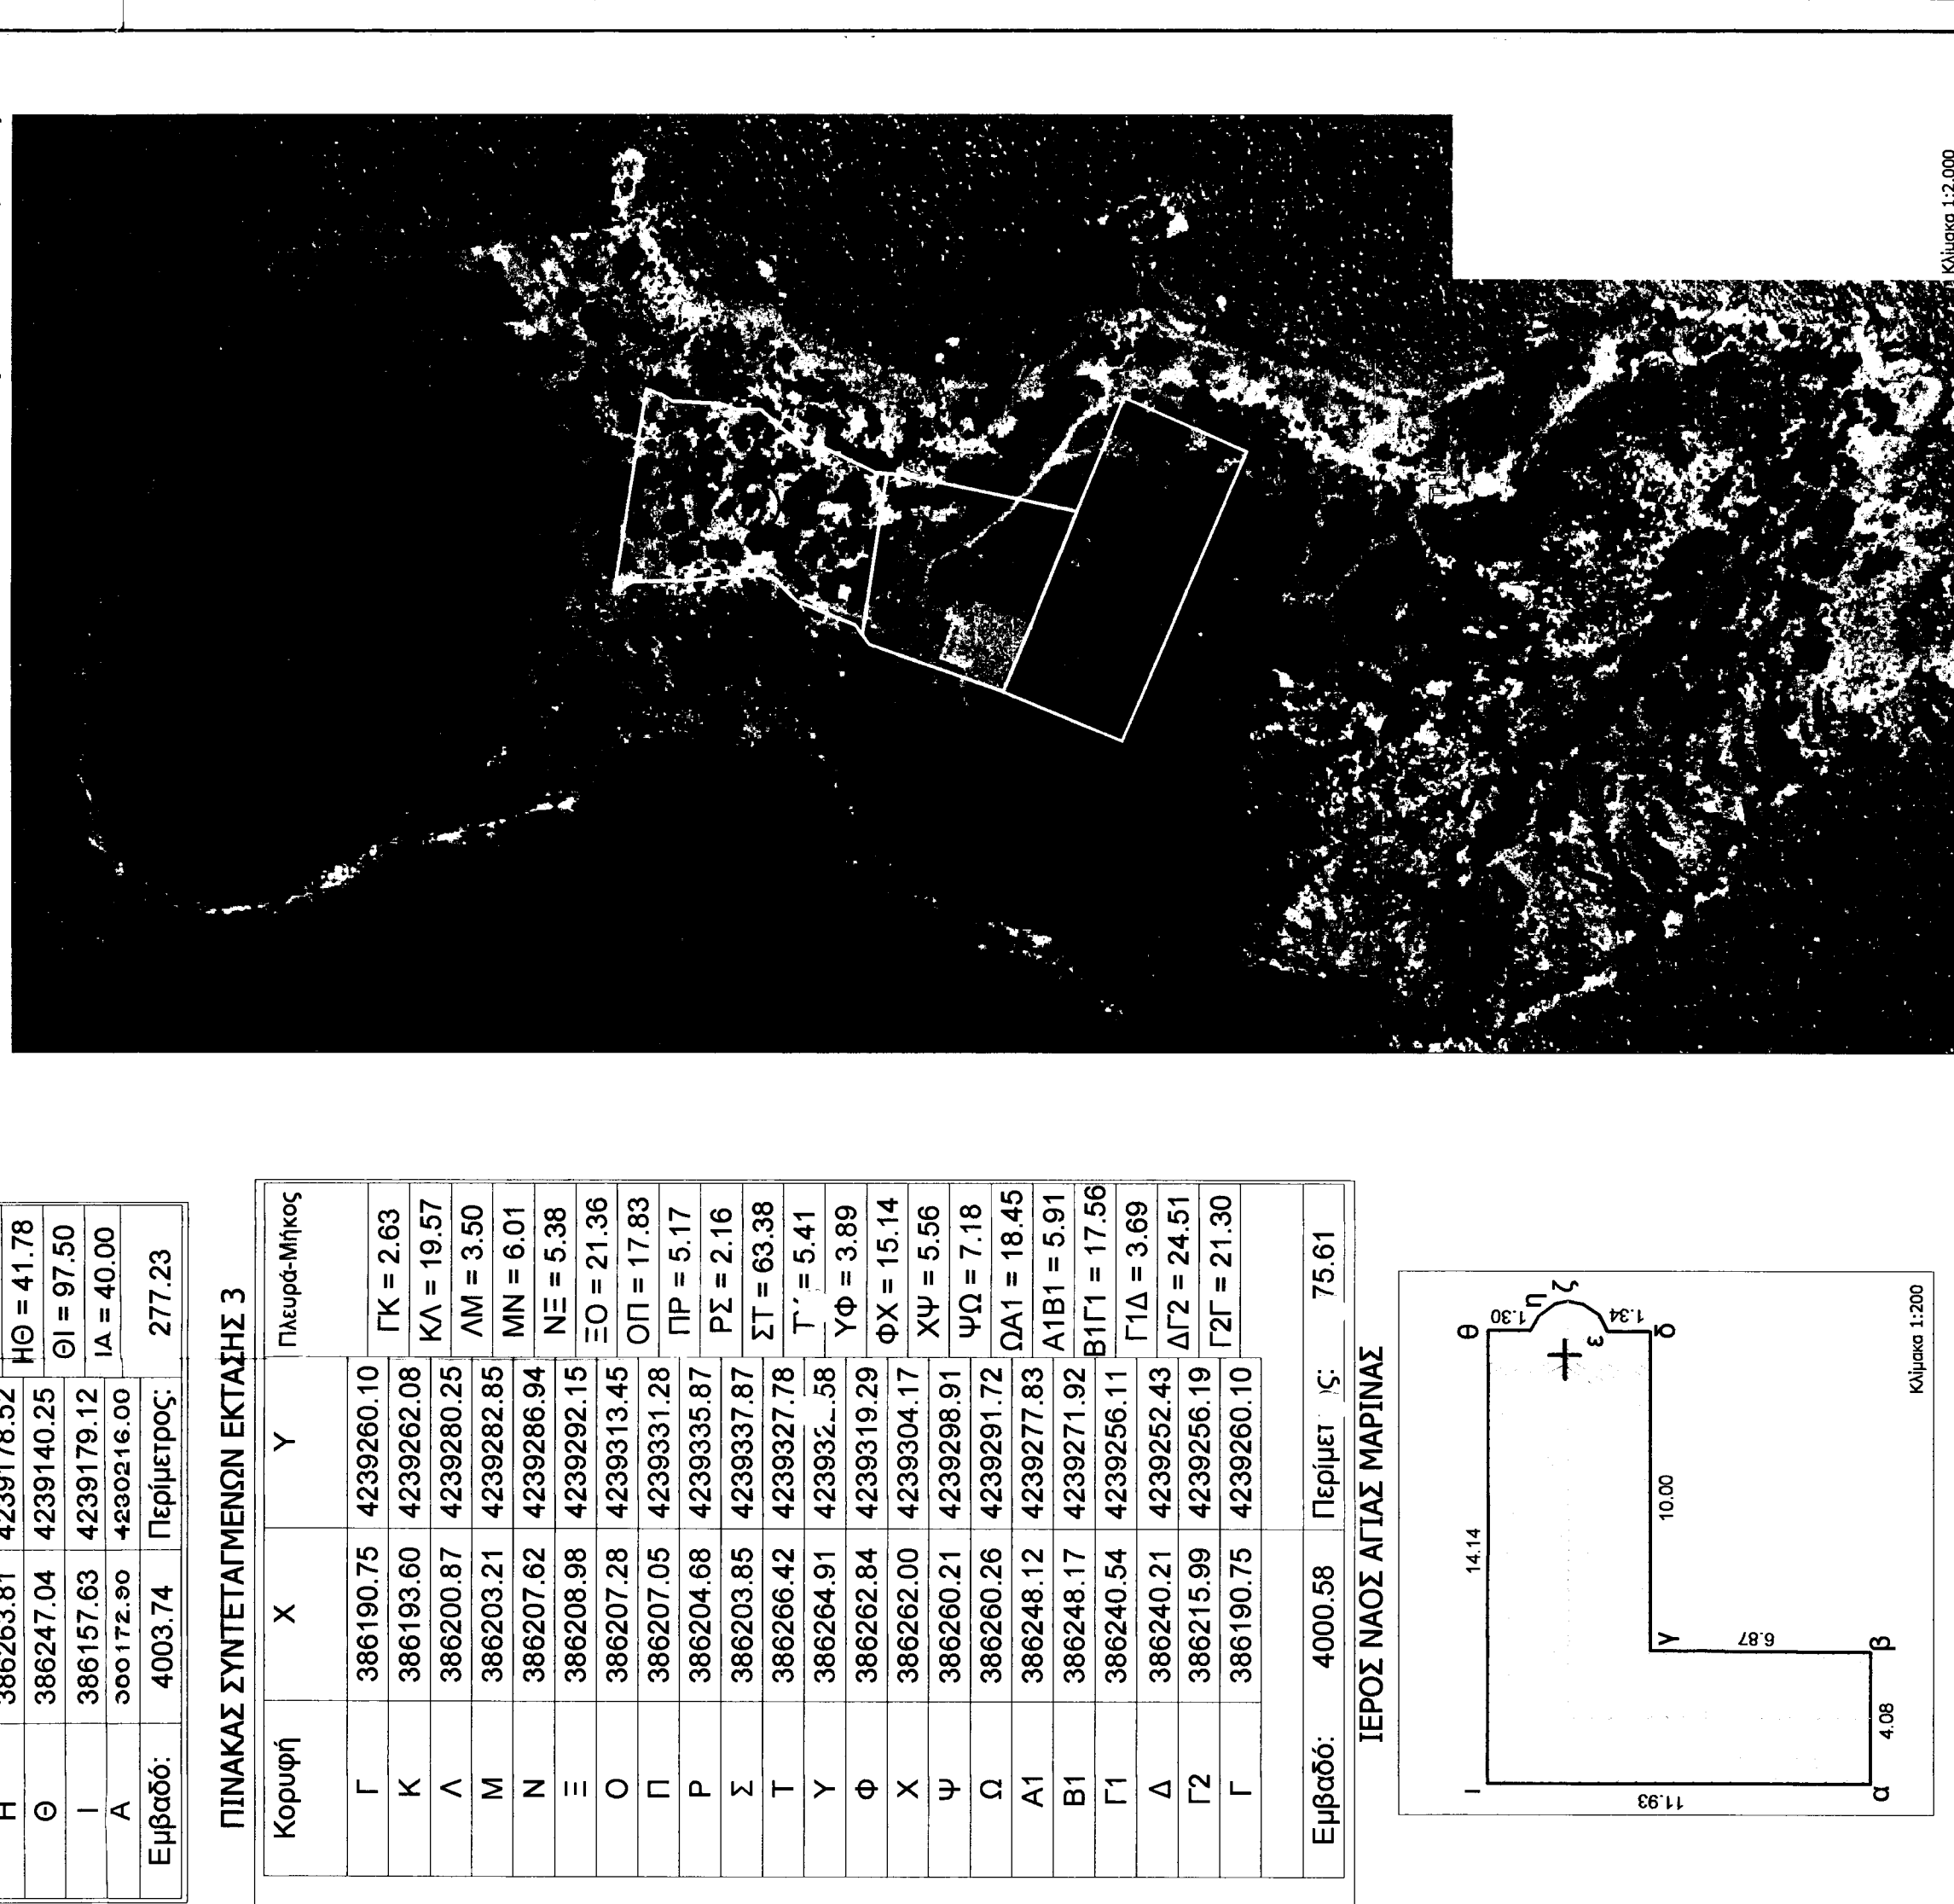 Η 386263.81 4239178.52 ΗΘ = 41.78
Θ 386247.04 4239140.25 ΘΙ = 97.50
Ι 386157.63 4239179.12 ΙΑ = 40.00
Α
Εμβαδό: 4003.74 Περίμετρος: 277.23
ΠΙΝΑΚΑΣ ΣΥΝΤΕΤΑΓΜΕΝΩΝ ΕΚΤΑΣΗΣ 3
Κορυφή Χ Υ Πλευρά-Μήκος
Γ 386190.75 4239260.10 ΓΚ = 2.63
Κ 386193.60 4239262.08 ΚΛ = 19.57
Λ 386200.87 4239280.25 ΛΜ = 3.50
Μ 386203.21 4239282.85 ΜΝ = 6.01
Ν 386207.62 4239286.94 ΝΞ = 5.38
Ξ 386208.98 4239292.15 ΞΟ = 21.36
Ο 386207.28 4239313.45 ΟΠ = 17.83
Π 386207.05 4239331.28 ΠΡ = 5.17
Ρ 386204.68 4239335.87 ΡΣ = 2.16
Σ 386203.85 4239337.87 ΣΤ = 63.38
Τ 386266.42 4239327.78 = 5.41
Υ 386264.91 ΥΦ = 3.89
Φ 386262.84 4239319.29 ΦΧ = 15.14
Χ 386262.00 4239304.17 ΧΨ = 5.56
Ψ 386260.21 4239298.91 ΨΩ = 7.18
Ω 386260.26 4239291.72 ΩΑ1 = 18.45
Α1 386248.12 4239277.83 Α1Β1 = 5.91
Β1 386248.17 4239271.92 Β1Γ1 = 17.56
Γ1 386240.54 4239256.11 Γ1Δ = 3.69
Δ 386240.21 4239252.43 ΔΓ2 = 24.51
Γ2 386215.99 4239256.19 Γ2Γ = 21.30
Γ 386190.75 4239260.10
Εμβαδό: 4000.58 75.61
ΙΕΡΟΣ ΝΑΟΣ ΑΓΙΑΣ ΜΑΡΙΝΑΣ
ι 14.14 θ
1.30
η
ζ
ε
1.34
δ
10.00
γ
6.87
β
4.08
α
11.93
Κλίμακα 1:200
Κλίμακα 1:2.000